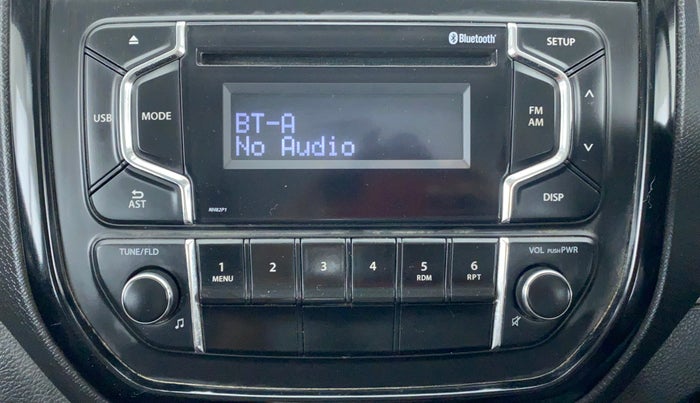 Bluetooth®
SETUP
USB
MODE
FM
AM
BT-A
No Audio
AST
DISP
TUNE/FLD
VOL PUSH PWR
1
MENU
2
3
4
5
RDM
6
RPT